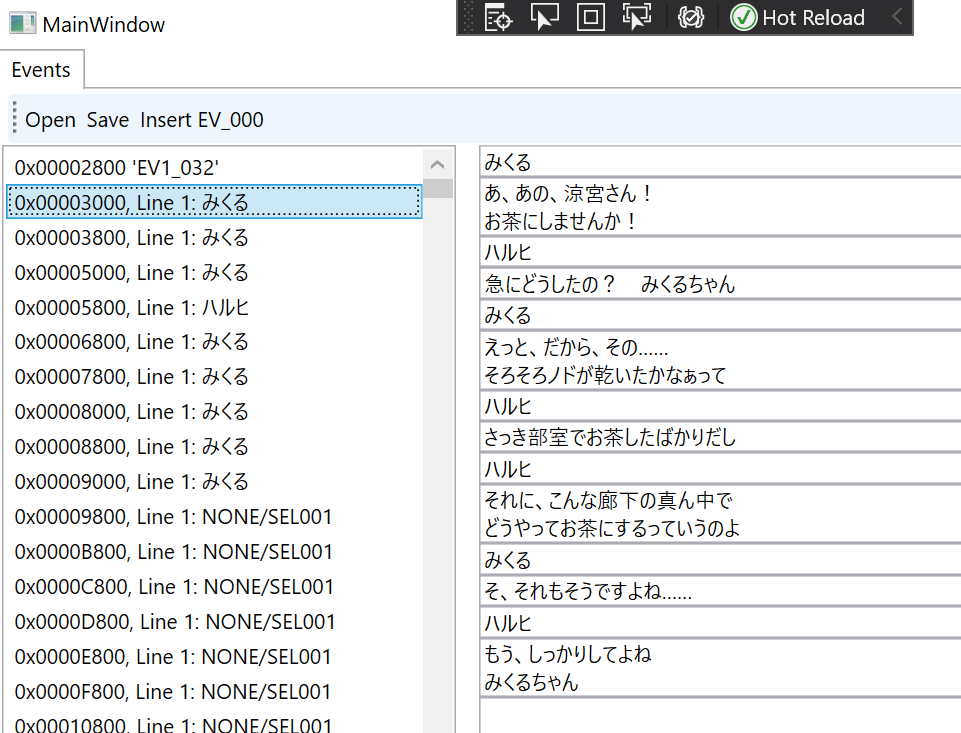 MainWindow
Hot Reload
Events
Open Save Insert EV_000
0x00002800 'EV1_032'
0x00003000, Line 1: みくる
0x00003800, Line 1: みくる
0x00005000, Line 1: みくる
0x00005800, Line 1: ハルヒ
0x00006800, Line 1: みくる
0x00007800, Line 1: みくる
0x00008000, Line 1: みくる
0x00008800, Line 1: みくる
0x00009000, Line 1: みくる
0x00009800, Line 1: NONE/SEL001
0x0000B800, Line 1: NONE/SEL001
0x0000C800, Line 1: NONE/SEL001
0x0000D800, Line 1: NONE/SEL001
0x0000E800, Line 1: NONE/SEL001
0x0000F800, Line 1: NONE/SEL001
0x00010800, Line 1: NONE/SEL001
みくる
あ、あの、涼宮さん！
お茶にしませんか！
ハルヒ
急にどうしたの？　みくるちゃん
みくる
えっと、だから、その……
そろそろノドが乾いたかなぁって
ハルヒ
さっき部室でお茶したばかりだし
ハルヒ
それに、こんな廊下の真ん中で
どうやってお茶にするっていうのよ
みくる
そ、それもそうですよね……
ハルヒ
もう、しっかりしてよね
みくるちゃん